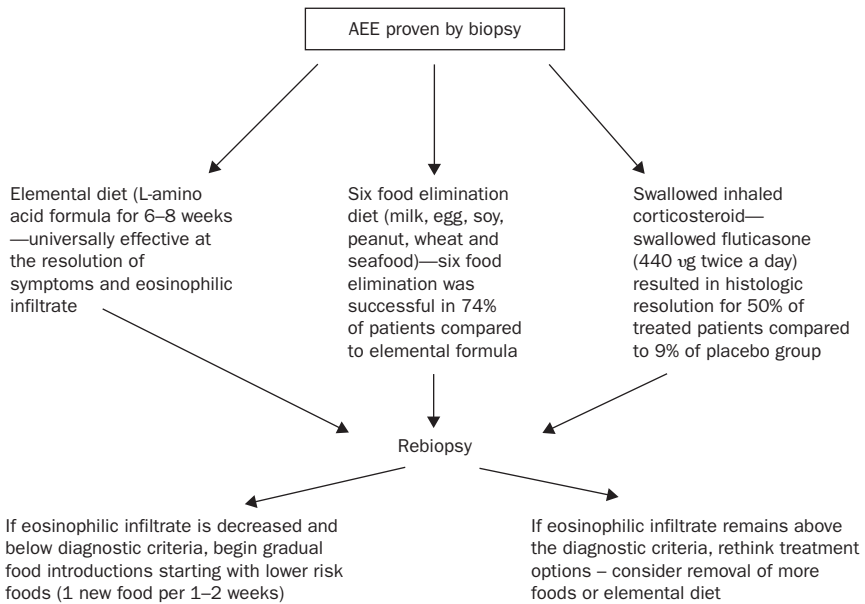 AEE proven by biopsy
Elemental diet (L-amino
acid formula for 6–8 weeks
—universally effective at
the resolution of
symptoms and eosinophilic
infiltrate
Six food elimination
diet (milk, egg, soy,
peanut, wheat and
seafood)—six food
elimination was
successful in 74%
of patients compared
to elemental formula
Swallowed inhaled
corticosteroid—
swallowed fluticasone
(440 υg twice a day)
resulted in histologic
resolution for 50% of
treated patients compared
to 9% of placebo group
Rebiopsy
If eosinophilic infiltrate is decreased and
below diagnostic criteria, begin gradual
food introductions starting with lower risk
foods (1 new food per 1–2 weeks)
If eosinophilic infiltrate remains above
the diagnostic criteria, rethink treatment
options – consider removal of more
foods or elemental diet